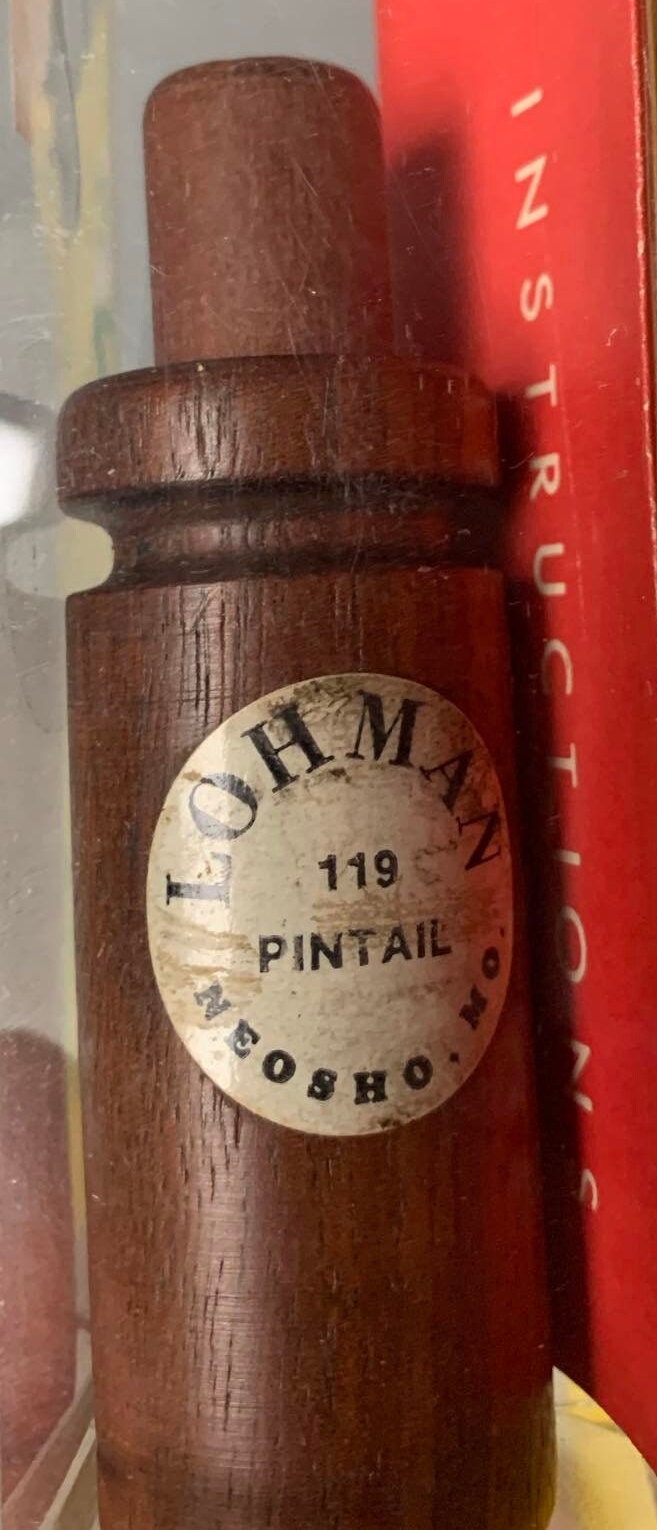 LOHMAN
119
PINTAIL
NEOSHO, MO.
INSTRUCTIONS